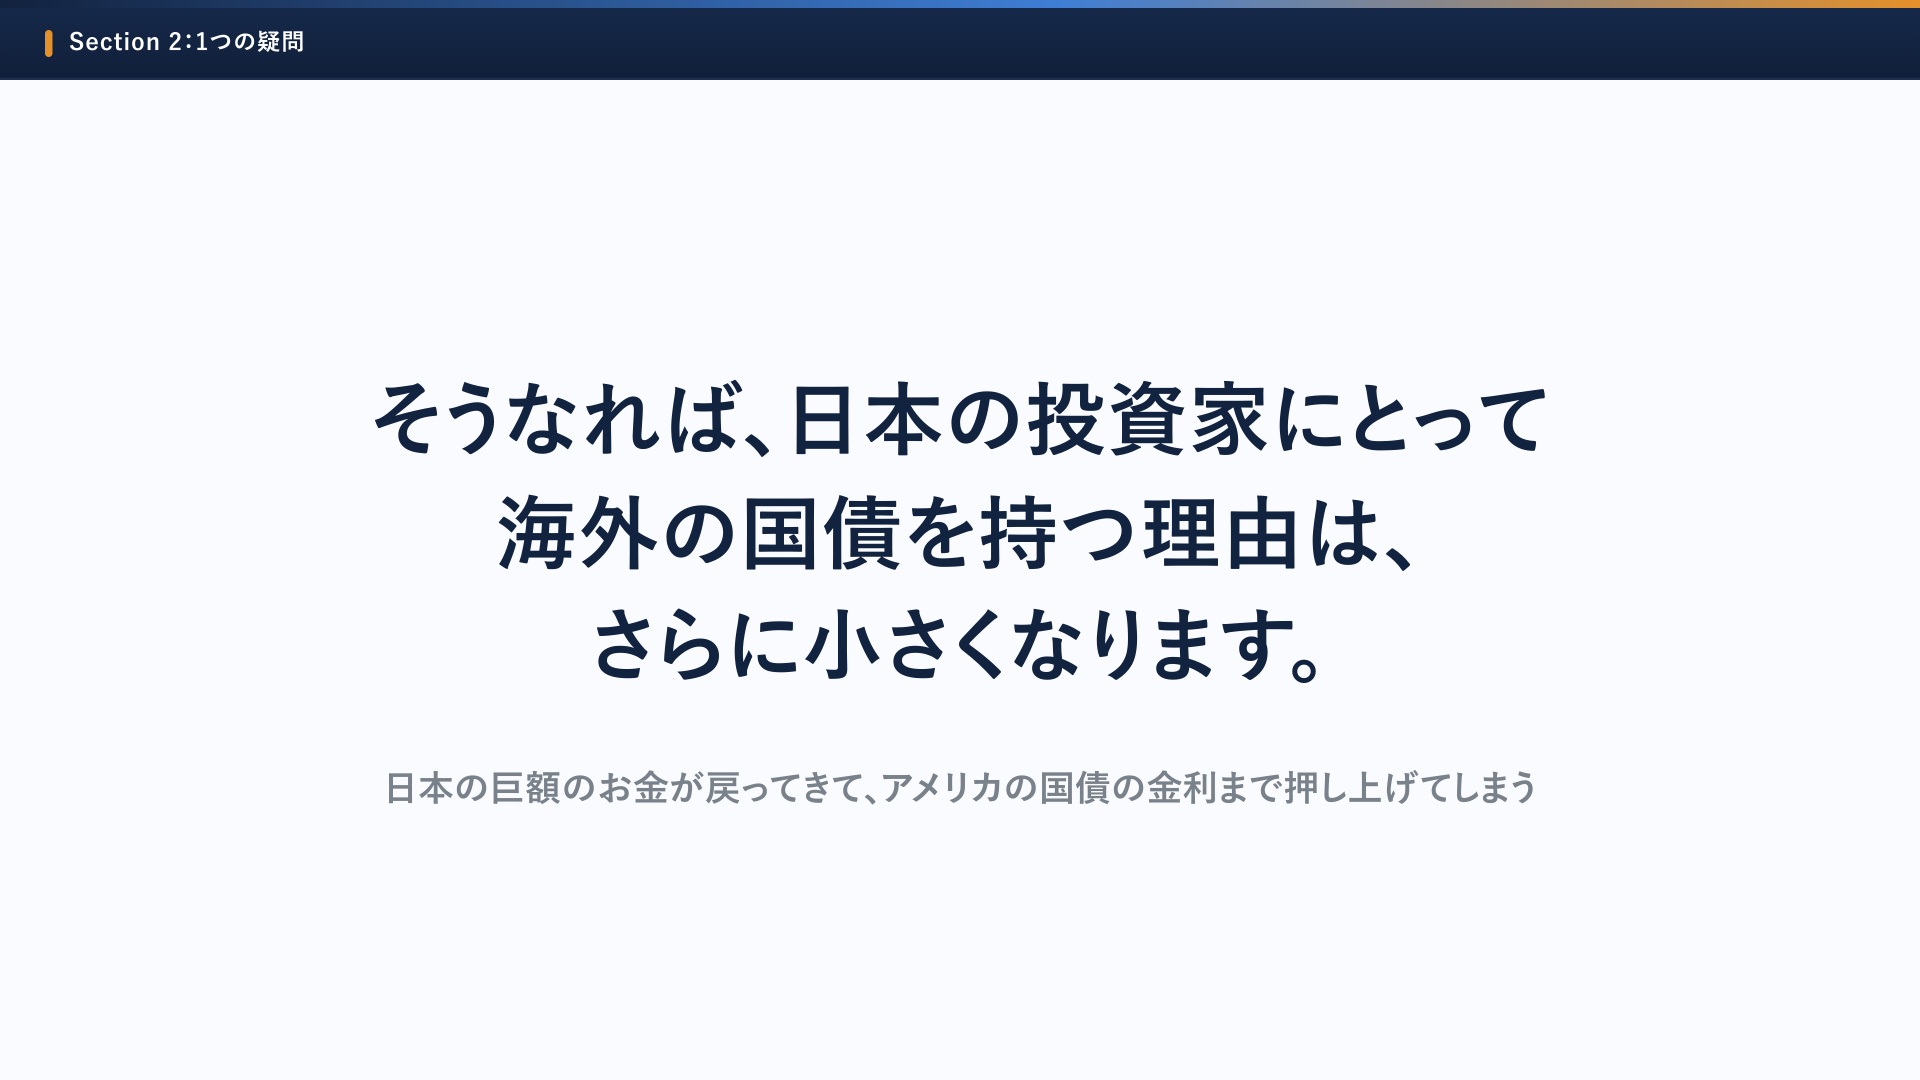 Section 2：1つの疑問
そうなれば、日本の投資家にとって
海外の国債を持つ理由は、
さらに小さくなります。
日本の巨額のお金が戻ってきて、アメリカの国債の金利まで押し上げてしまう